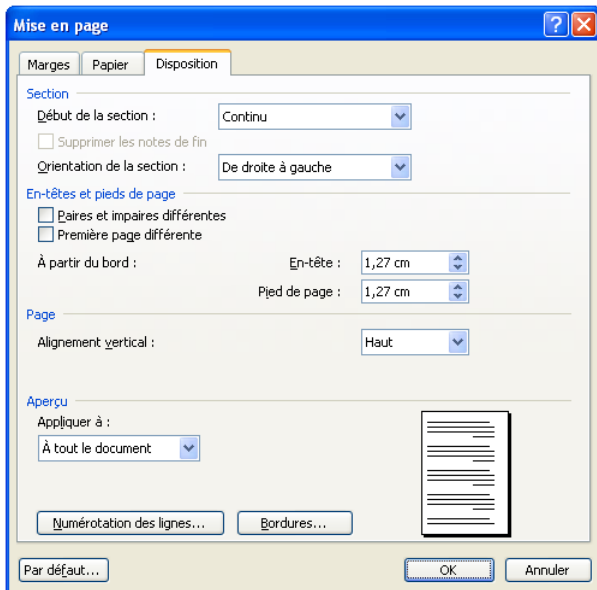 Mise en page
Marges Papier Disposition
Section
Début de la section : Continu
Supprimer les notes de fin
Orientation de la section : De droite à gauche
En-têtes et pieds de page
Paires et impaires différentes
Première page différente
À partir du bord : En-tête : 1,27 cm
Pied de page : 1,27 cm
Page
Alignement vertical : Haut
Aperçu
Appliquer à :
À tout le document
Numérotation des lignes... Bordures...
Par défaut... OK Annuler